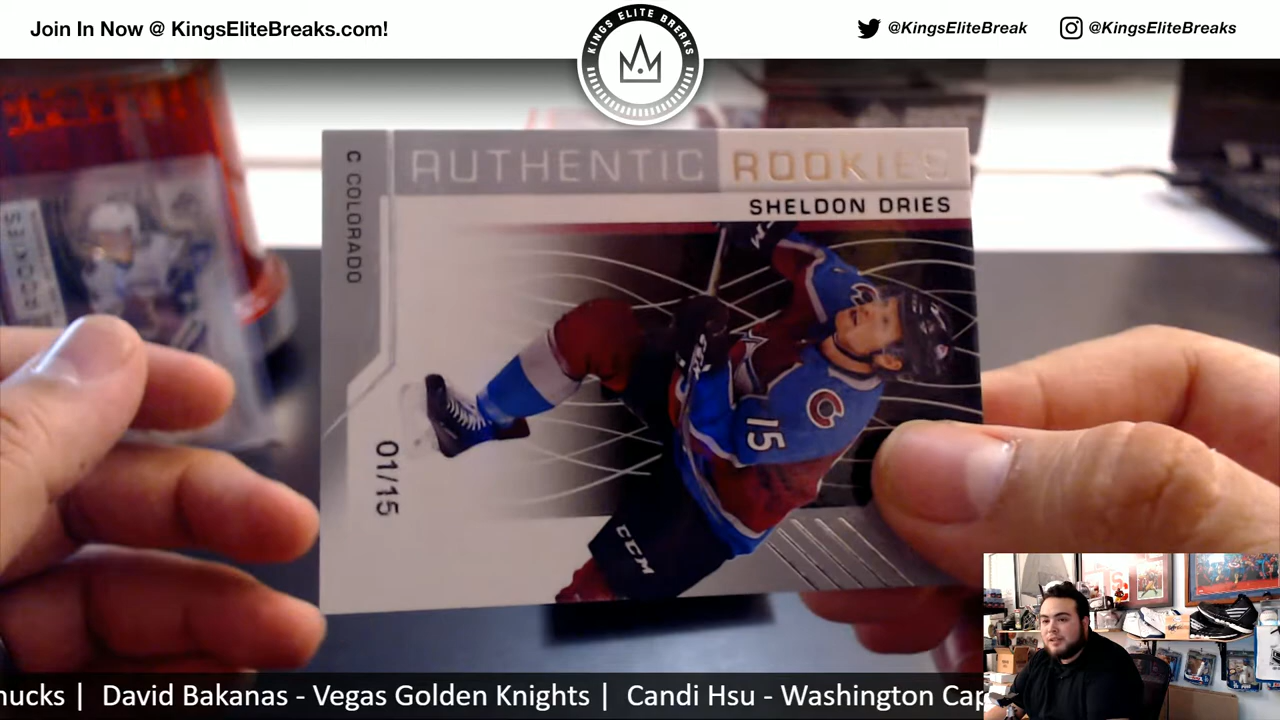 Join In Now @ KingsEliteBreaks.com!
KINGS ELITE BREAKS
@KingsEliteBreak
@KingsEliteBreaks
AUTHENTIC ROOKIES
SHELDON DRIES
C COLORADO
01/15
15
CCM
ROOKIES
nucks | David Bakanas - Vegas Golden Knights | Candi Hsu - Washington Cap